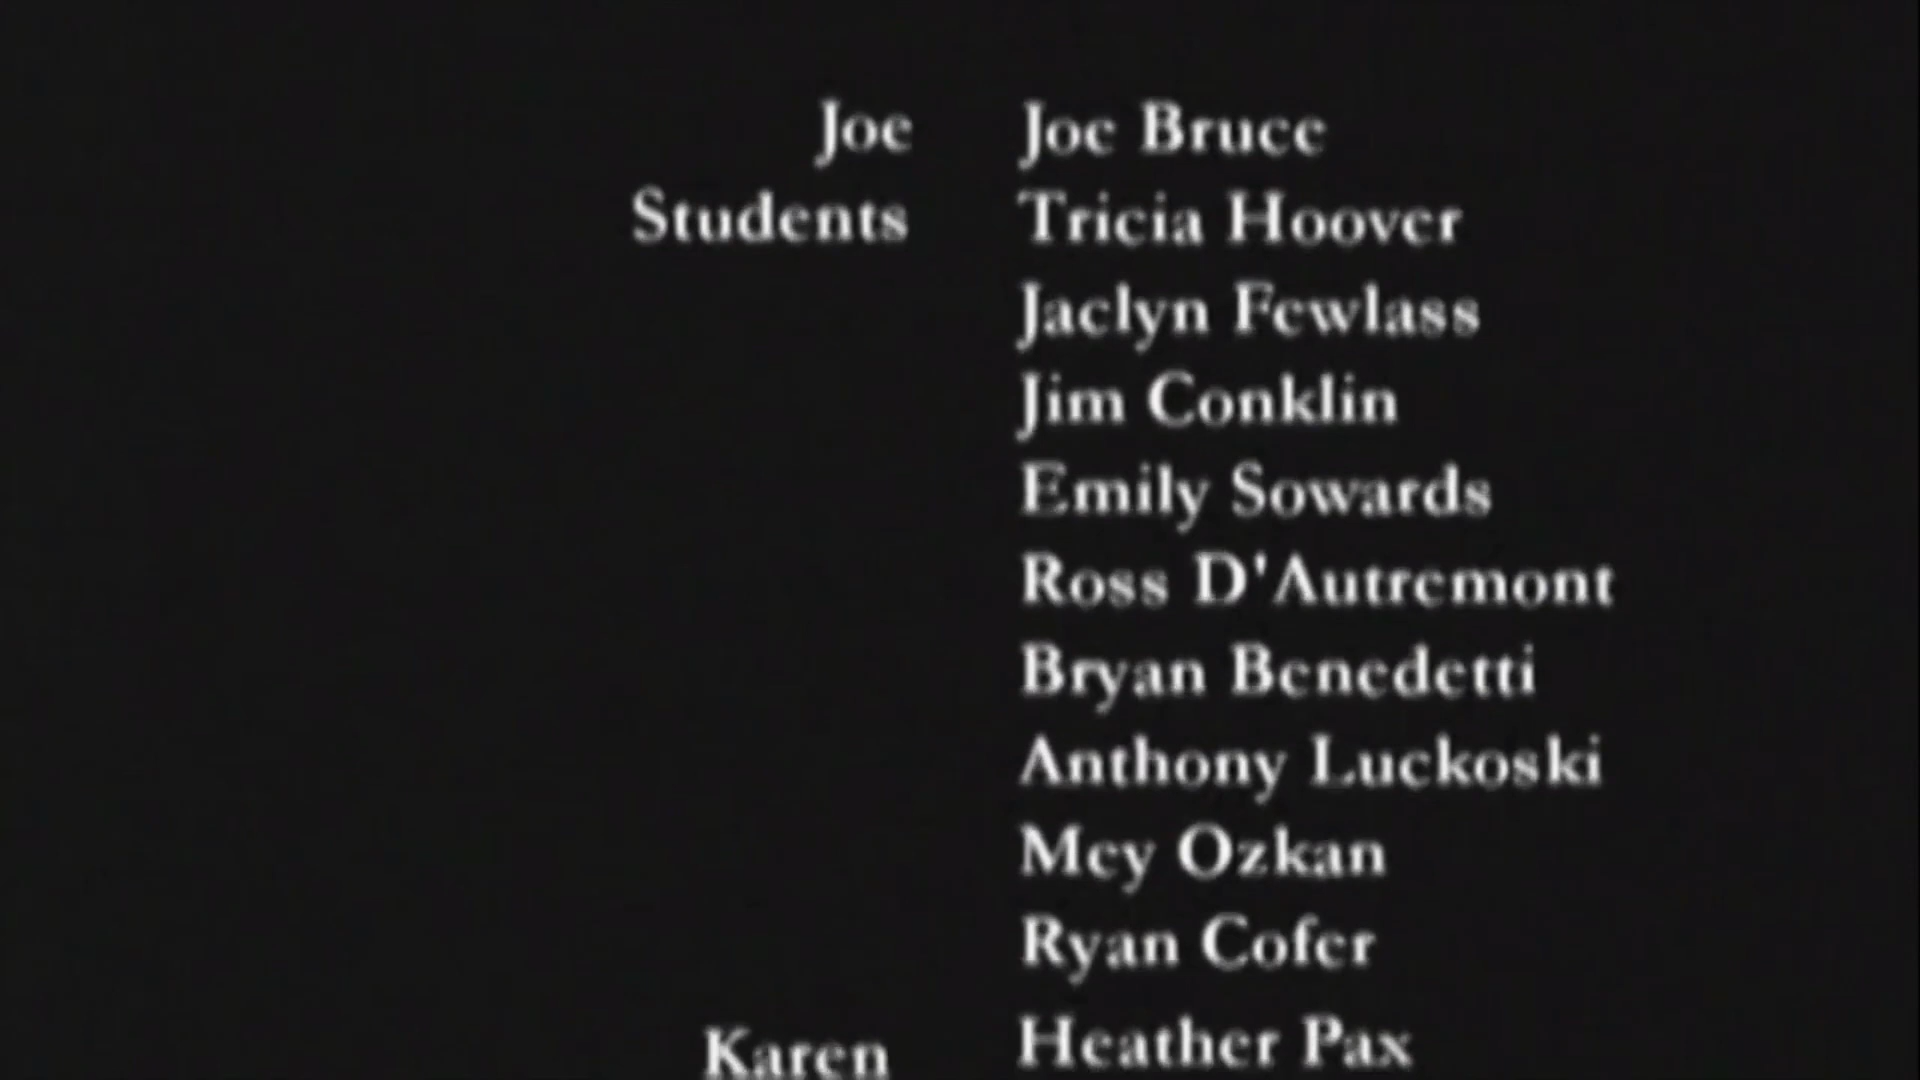 Joe Joe Bruce
Students Tricia Hoover
Jaclyn Fewlass
Jim Conklin
Emily Sowards
Ross D'Autremont
Bryan Benedetti
Anthony Luckoski
Mey Ozkan
Ryan Cofer
Karen Heather Pax